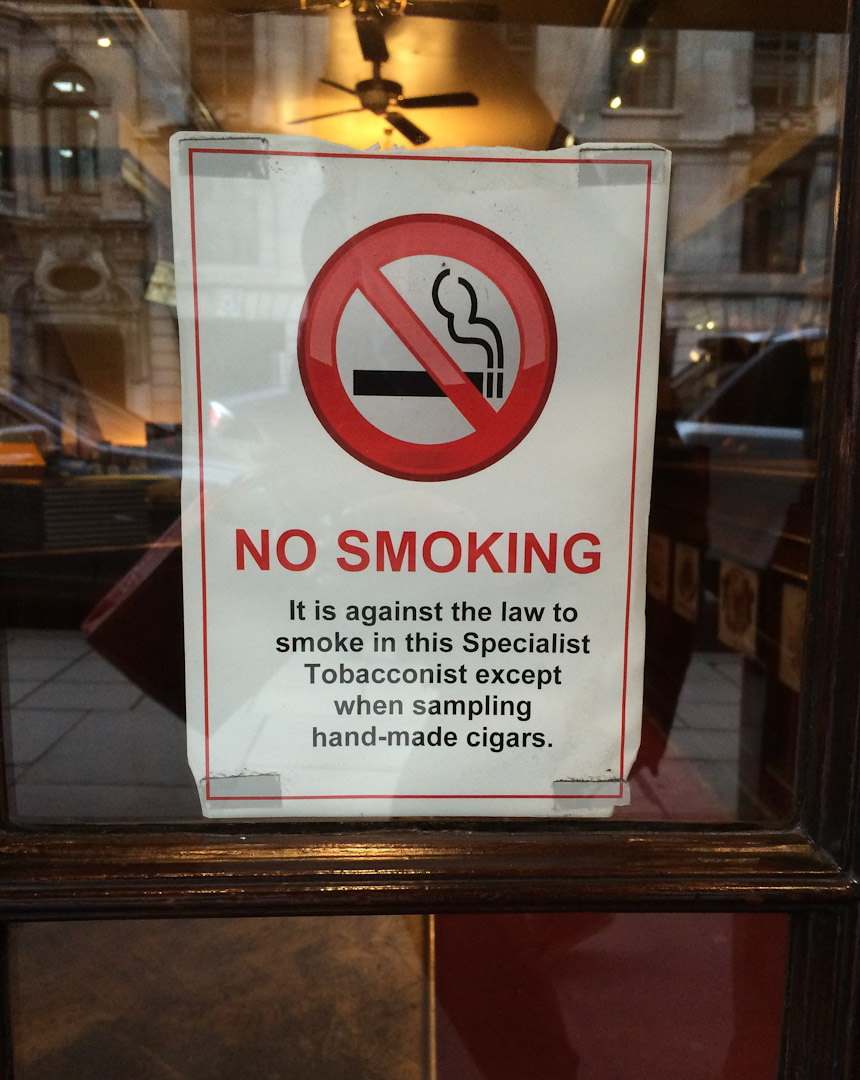 NO SMOKING
It is against the law to
smoke in this Specialist
Tobacconist except
when sampling
hand-made cigars.